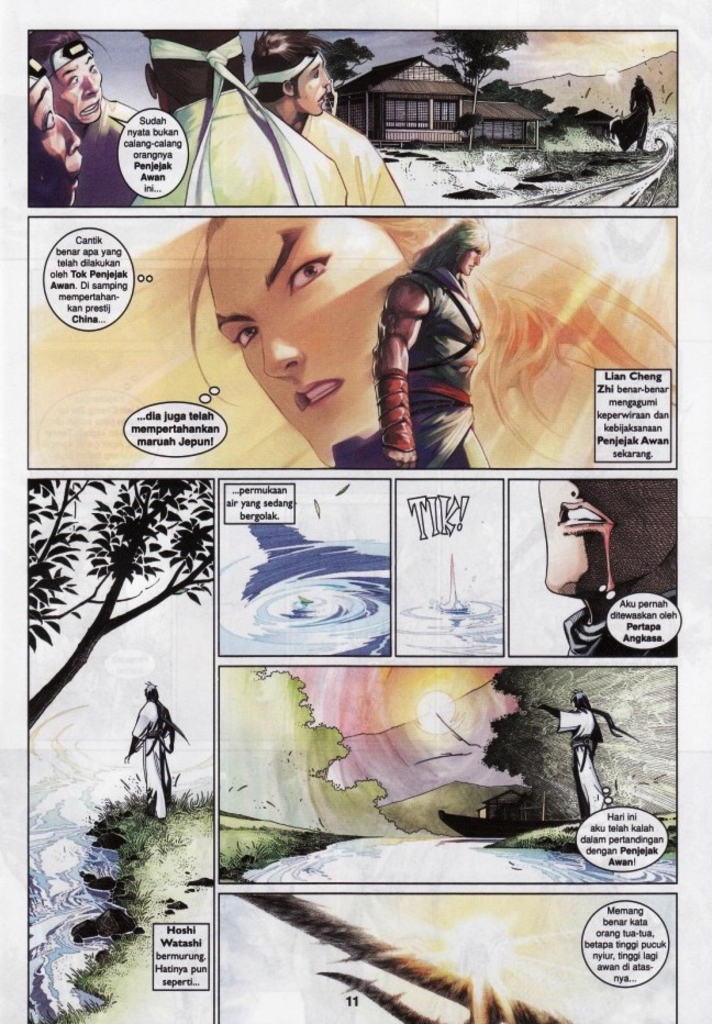 Sudah
nyata bukan
calang-calang
orangnya
Penjejak
Awan
ini...
Cantik
benar apa yang
telah dilakukan
oleh Tok Penjejak
Awan. Di samping
mempertahan-
kan prestij
China...
...dia juga telah
mempertahankan
maruah Jepun!
Lian Cheng
Zhi benar-benar
mengagumi
keperwiraan dan
kebijaksanaan
Penjejak Awan
sekarang.
Hoshi
Watashi
bermurung.
Hatinya pun
seperti...
...permukaan
air yang sedang
bergolak.
TIK!
Aku pernah
ditewaskan oleh
Pertapa
Angkasa.
Hari ini
aku telah kalah
dalam pertandingan
dengan Penjejak
Awan!
Memang
benar kata
orang tua-tua,
betapa tinggi pucuk
nyiur, tinggi lagi
awan di atas-
nya...
11